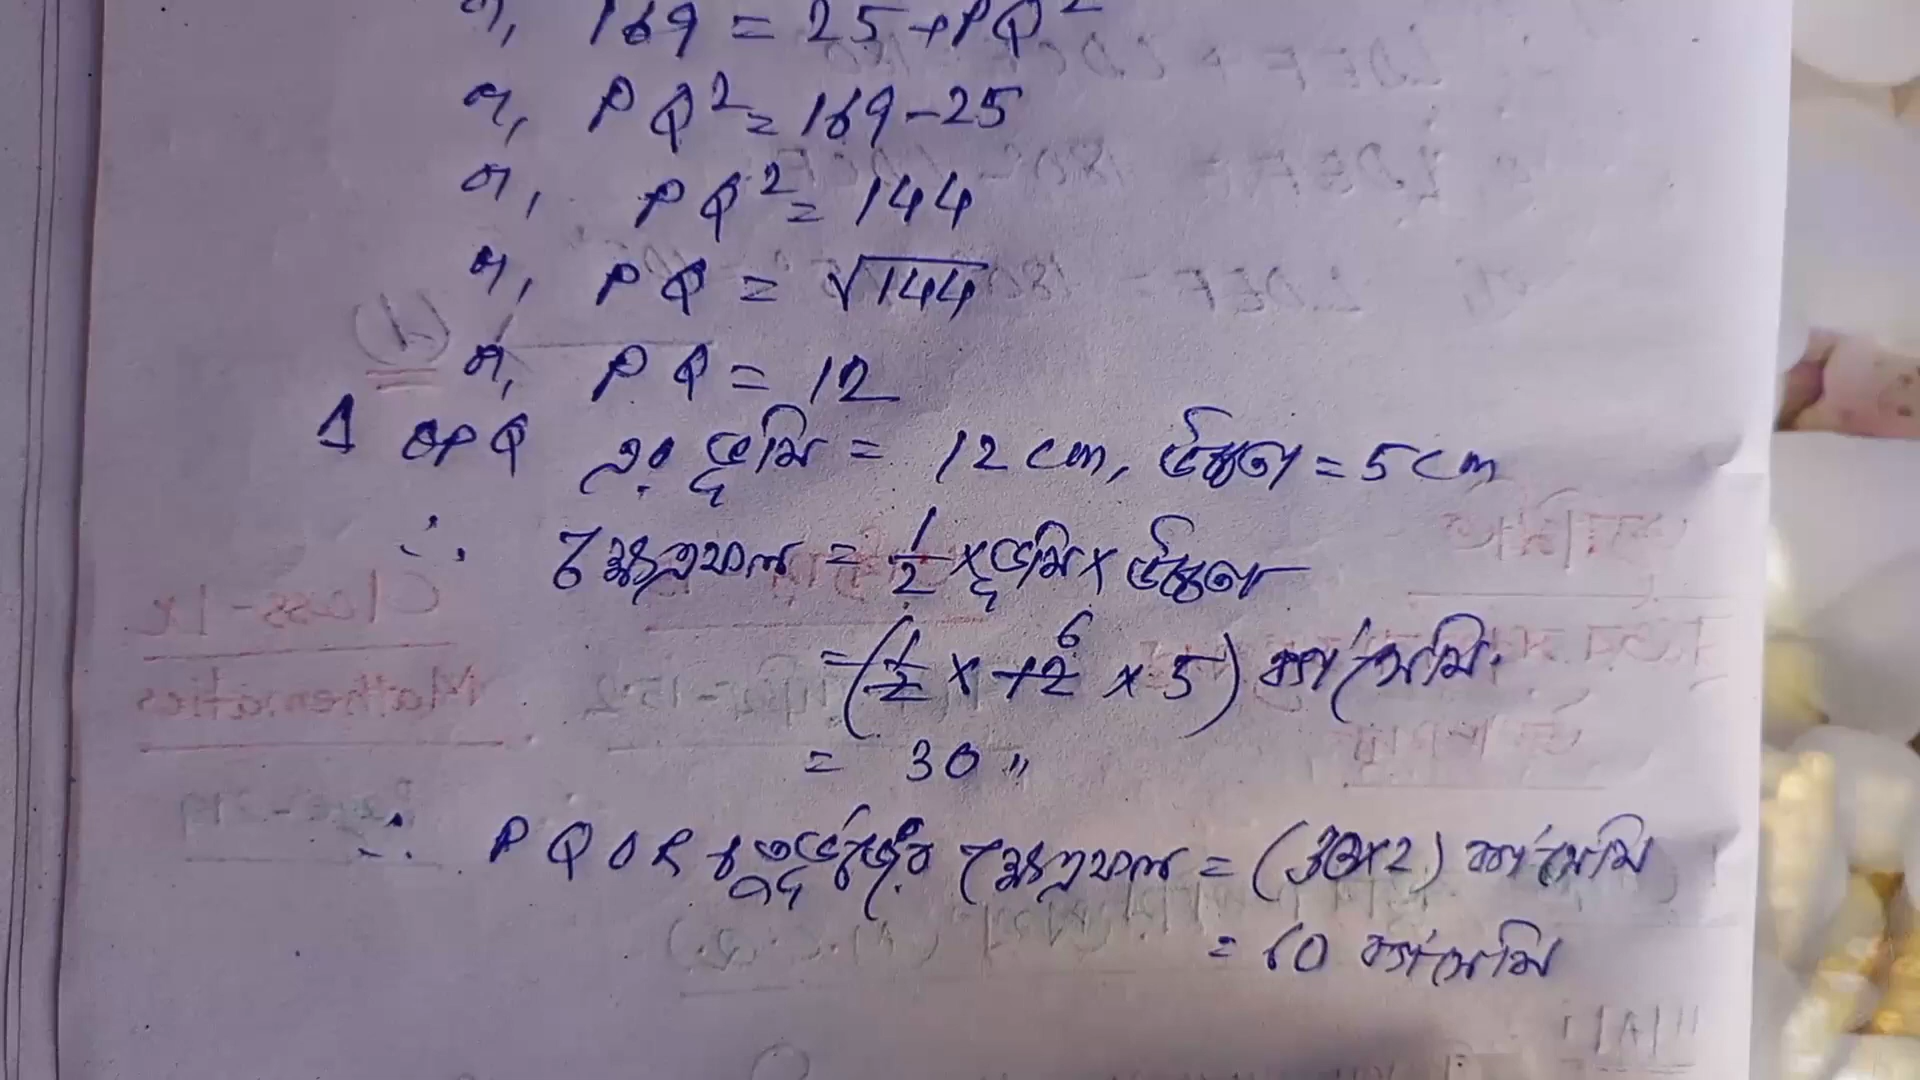 বা, 169 = 25 + PQ²
বা, PQ² = 169 - 25
বা, PQ² = 144
বা, PQ = √144
বা, PQ = 12
Δ OPQ এর ভূমি = 12 cm, উচ্চতা = 5 cm
∴ ক্ষেত্রফল = 1/2 × ভূমি × উচ্চতা
= (1/2 × 12 6 × 5) বর্গসেমি.
= 30 ,,
∴ PQOR চতুর্ভুজের ক্ষেত্রফল = (30×2) বর্গসেমি
= 60 বর্গসেমি